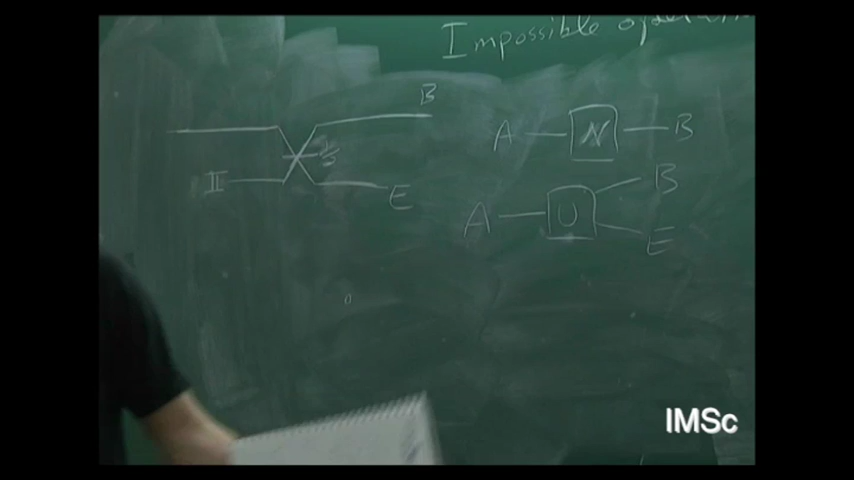 Impossible
B
II
E
A N B
A U B
E
IMSc